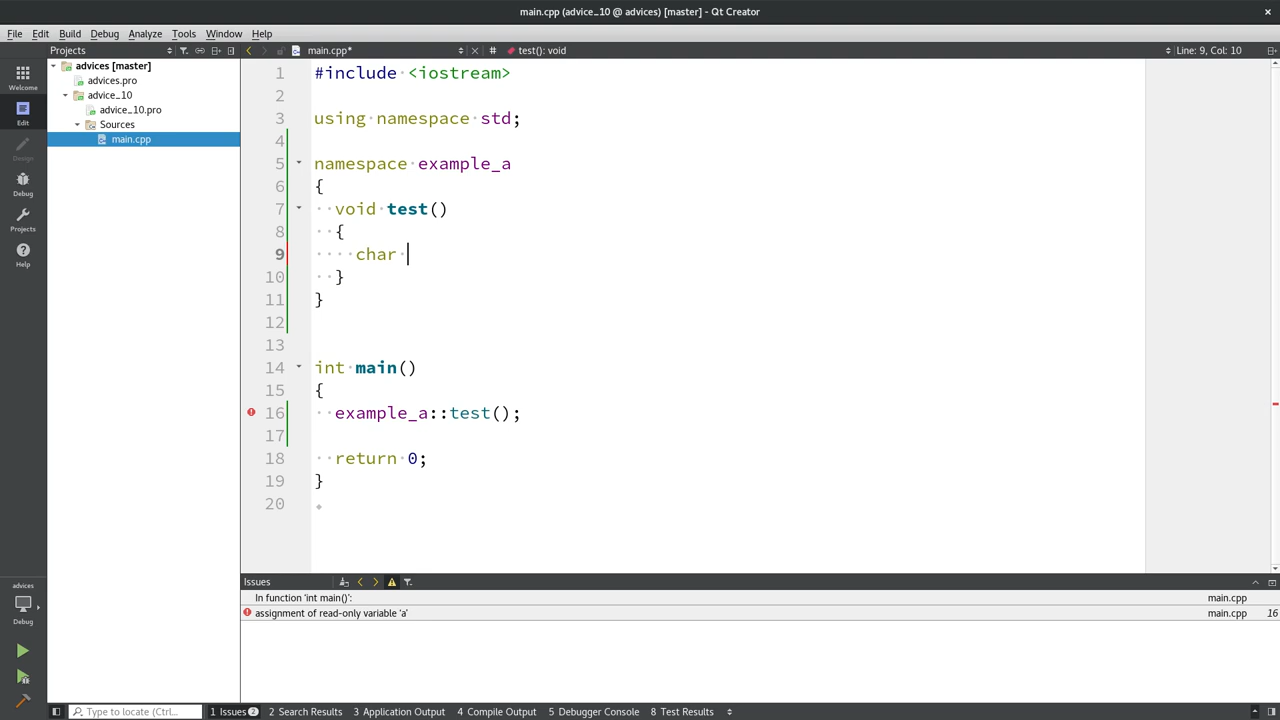 main.cpp (advice_10 @ advices) [master] - Qt Creator
File Edit Build Debug Analyze Tools Window Help
Projects main.cpp* # test(): void Line: 9, Col: 10
Welcome
Edit
Design
Debug
Projects
Help
advices
Debug
advices [master]
advices.pro
advice_10
advice_10.pro
Sources
main.cpp
1 #include <iostream>
2
3 using namespace std;
4
5 namespace example_a
6 {
7 void test()
8 {
9 char
10 }
11 }
12
13
14 int main()
15 {
16 example_a::test();
17
18 return 0;
19 }
20
Issues
In function 'int main()': main.cpp
assignment of read-only variable 'a' main.cpp 16
Type to locate (Ctrl... 1 Issues 2 2 Search Results 3 Application Output 4 Compile Output 5 Debugger Console 8 Test Results